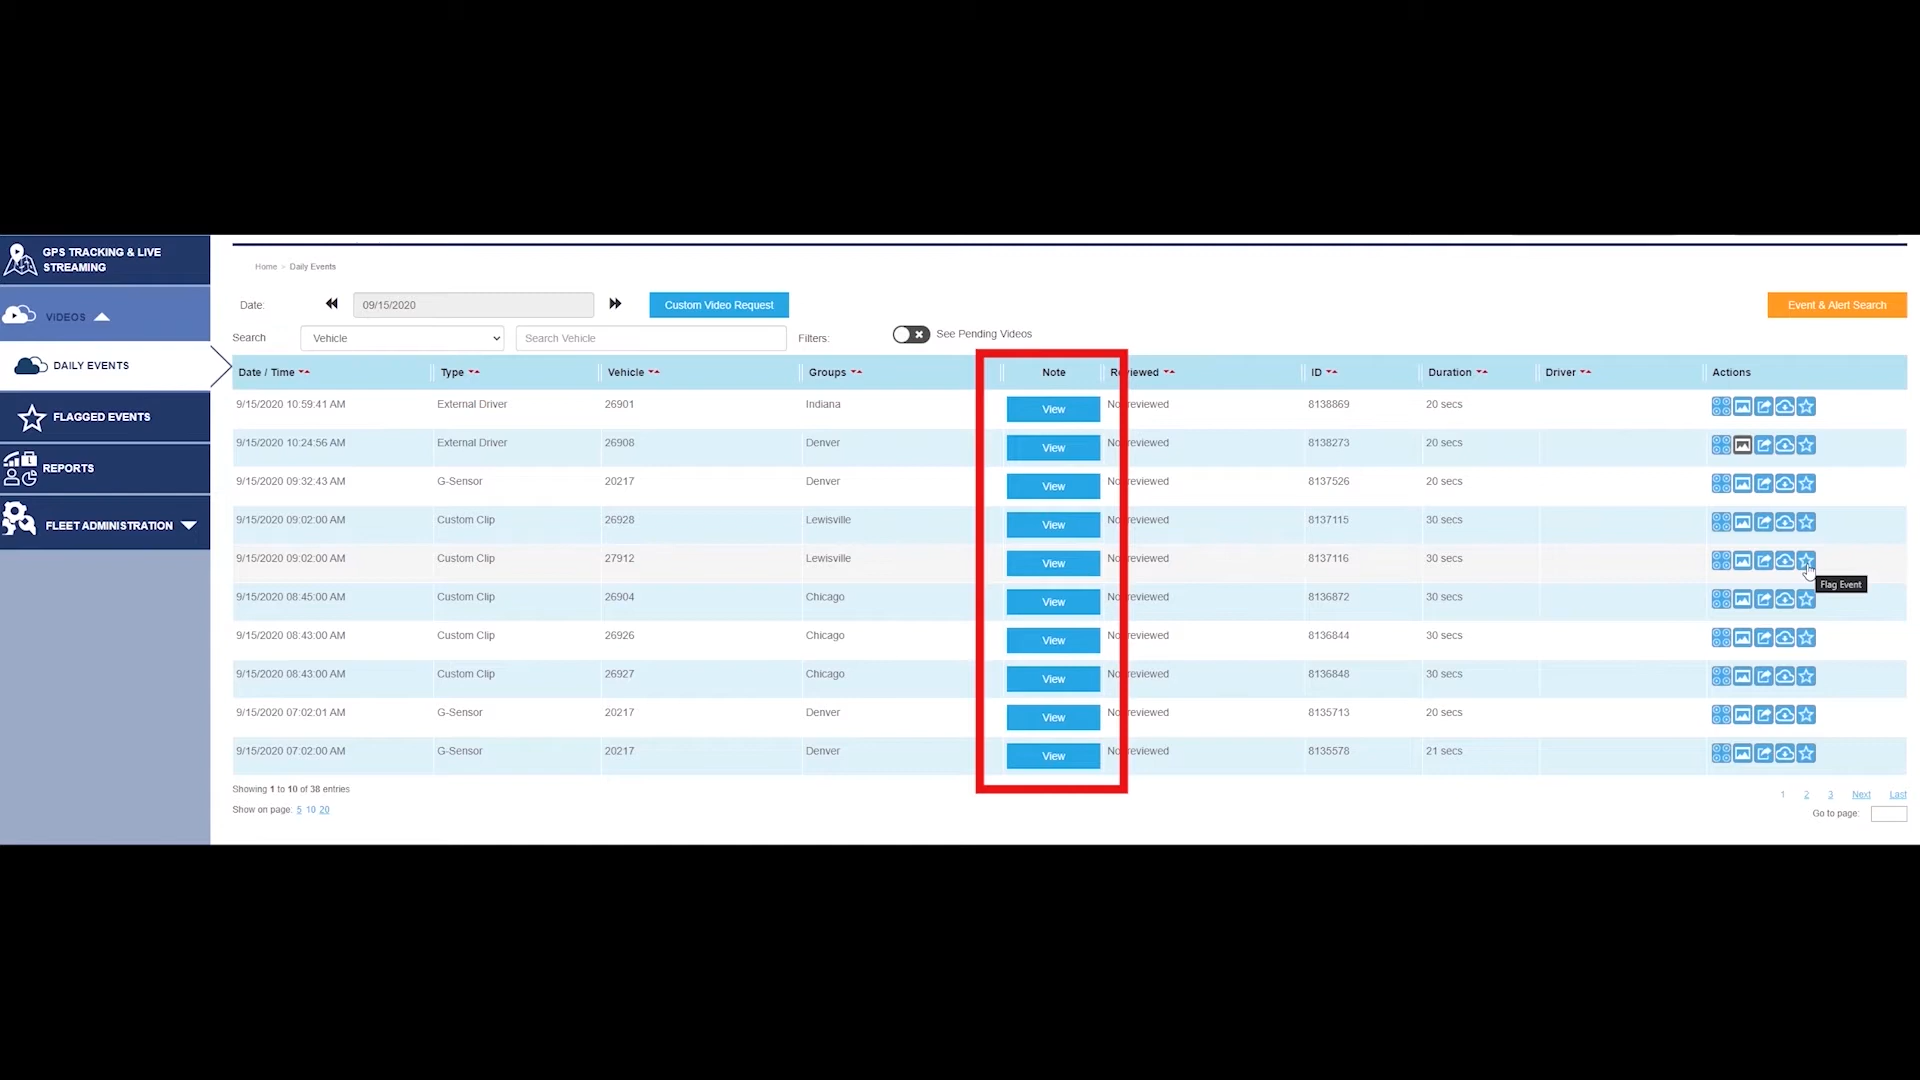 GPS TRACKING & LIVE
STREAMING
VIDEOS
DAILY EVENTS
FLAGGED EVENTS
REPORTS
FLEET ADMINISTRATION
Home > Daily Events
Date: 09/15/2020 Custom Video Request Event & Alert Search
Search Vehicle Search Vehicle Filters: See Pending Videos
Date / Time Type Vehicle Groups Note ID Duration Driver Actions
9/15/2020 10:59:41 AM External Driver 26901 Indiana View 8138869 20 secs
9/15/2020 10:24:56 AM External Driver 26908 Denver View 8138273 20 secs
9/15/2020 09:32:43 AM G-Sensor 20217 Denver View 8137526 20 secs
9/15/2020 09:02:00 AM Custom Clip 26928 Lewisville View 8137115 30 secs
9/15/2020 09:02:00 AM Custom Clip 27912 Lewisville View 8137116 30 secs
Flag Event
9/15/2020 08:45:00 AM Custom Clip 26904 Chicago View 8136872 30 secs
9/15/2020 08:43:00 AM Custom Clip 26926 Chicago View 8136844 30 secs
9/15/2020 08:43:00 AM Custom Clip 26927 Chicago View 8136848 30 secs
9/15/2020 07:02:01 AM G-Sensor 20217 Denver View 8135713 20 secs
9/15/2020 07:02:00 AM G-Sensor 20217 Denver View 8135578 21 secs
Showing 1 to 10 of 38 entries
Show on page: 5 10 20
1 2 3 Next Last
Go to page: